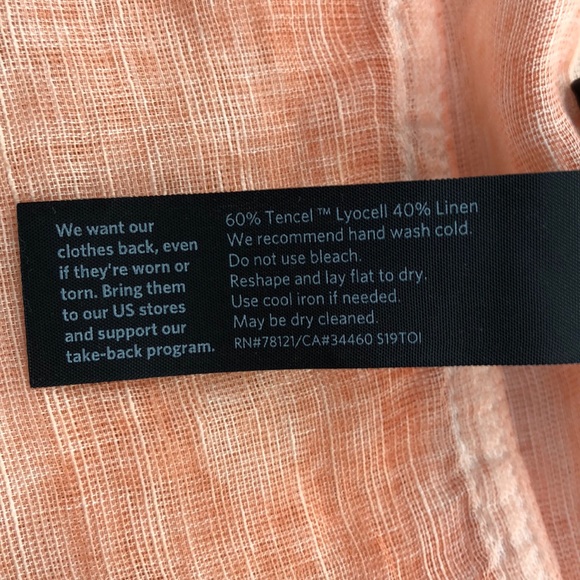 We want our
clothes back, even
if they're worn or
torn. Bring them
to our US stores
and support our
take-back program.
60% Tencel™ Lyocell 40% Linen
We recommend hand wash cold.
Do not use bleach.
Reshape and lay flat to dry.
Use cool iron if needed.
May be dry cleaned.
RN#78121/CA#34460 S19TOI